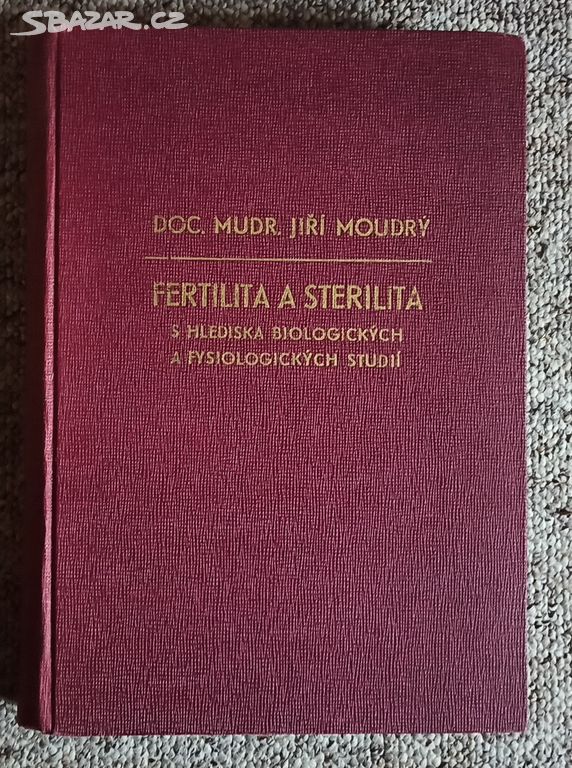 SBAZAR.CZ
DOC. MUDR. JIŘÍ MOUDRÝ
FERTILITA A STERILITA
S HLEDISKA BIOLOGICKÝCH
A FYSIOLOGICKÝCH STUDIÍ